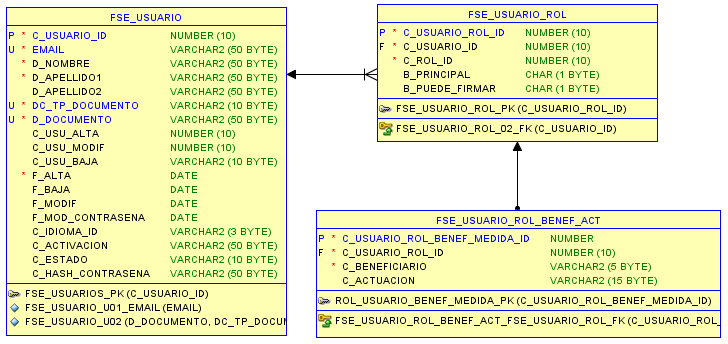 FSE_USUARIO
P * C_USUARIO_ID NUMBER (10)
U * EMAIL VARCHAR2 (50 BYTE)
* D_NOMBRE VARCHAR2 (50 BYTE)
* D_APELLIDO1 VARCHAR2 (50 BYTE)
D_APELLIDO2 VARCHAR2 (50 BYTE)
U * DC_TP_DOCUMENTO VARCHAR2 (10 BYTE)
U * D_DOCUMENTO VARCHAR2 (50 BYTE)
C_USU_ALTA NUMBER (10)
C_USU_MODIF NUMBER (10)
C_USU_BAJA VARCHAR2 (10 BYTE)
* F_ALTA DATE
F_BAJA DATE
F_MODIF DATE
F_MOD_CONTRASENA DATE
C_IDIOMA_ID VARCHAR2 (3 BYTE)
C_ACTIVACION VARCHAR2 (50 BYTE)
C_ESTADO VARCHAR2 (10 BYTE)
C_HASH_CONTRASENA VARCHAR2 (50 BYTE)
FSE_USUARIOS_PK (C_USUARIO_ID)
FSE_USUARIO_U01_EMAIL (EMAIL)
FSE_USUARIO_U02 (D_DOCUMENTO, DC_TP_DOCUM
FSE_USUARIO_ROL
P * C_USUARIO_ROL_ID NUMBER (10)
F * C_USUARIO_ID NUMBER (10)
* C_ROL_ID NUMBER (10)
B_PRINCIPAL CHAR (1 BYTE)
B_PUEDE_FIRMAR CHAR (1 BYTE)
FSE_USUARIO_ROL_PK (C_USUARIO_ROL_ID)
FSE_USUARIO_ROL_02_FK (C_USUARIO_ID)
FSE_USUARIO_ROL_BENEF_ACT
P * C_USUARIO_ROL_BENEF_MEDIDA_ID NUMBER
F * C_USUARIO_ROL_ID NUMBER (10)
* C_BENEFICIARIO VARCHAR2 (5 BYTE)
C_ACTUACION VARCHAR2 (15 BYTE)
ROL_USUARIO_BENEF_MEDIDA_PK (C_USUARIO_ROL_BENEF_MEDIDA_ID)
FSE_USUARIO_ROL_BENEF_ACT_FSE_USUARIO_ROL_FK (C_USUARIO_ROL_